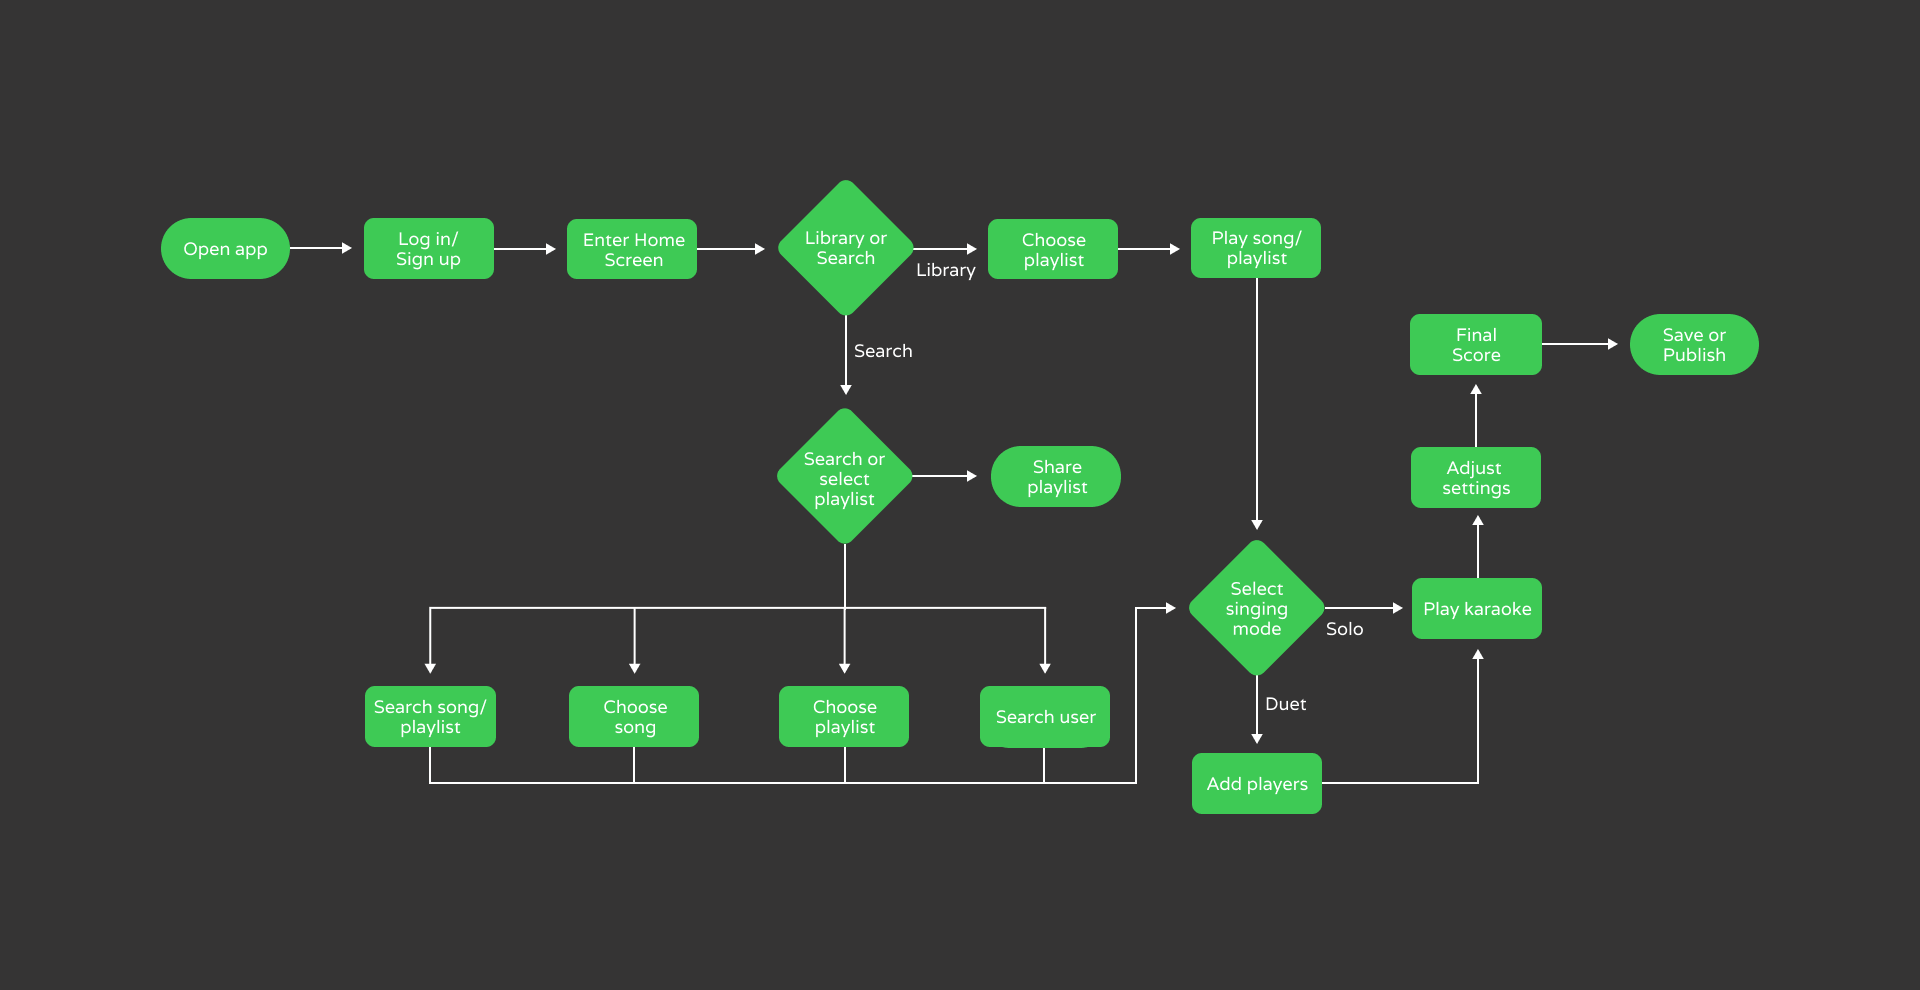 Open app
Log in/
Sign up
Enter Home
Screen
Library or
Search
Library
Choose
playlist
Play song/
playlist
Search
Final
Score
Save or
Publish
Search or
select
playlist
Share
playlist
Adjust
settings
Select
singing
mode
Solo
Play karaoke
Search song/
playlist
Choose
song
Choose
playlist
Search user
Duet
Add players